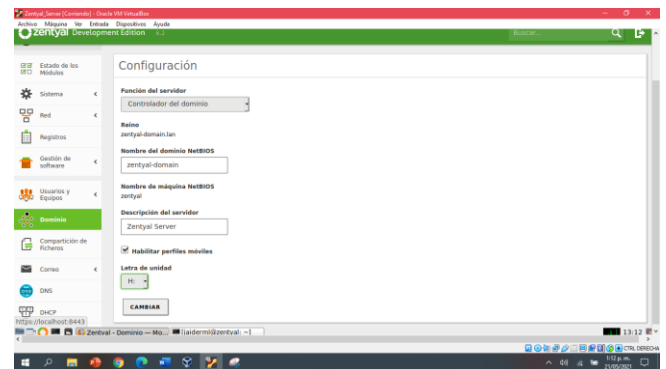 Zentyal_Server [Corriendo] - Oracle VM VirtualBox
Archivo Máquina Ver Entrada Dispositivos Ayuda
zentyal Development Edition 6.2
Buscar...
Configuración
Estado de los
Módulos
Sistema
Red
Registros
Gestión de
software
Usuarios y
Equipos
Dominio
Compartición de
Ficheros
Correo
DNS
DHCP
Función del servidor
Controlador del dominio
Reino
zentyal-domain.lan
Nombre del dominio NetBIOS
zentyal-domain
Nombre de máquina NetBIOS
zentyal
Descripción del servidor
Zentyal Server
Habilitar perfiles móviles
Letra de unidad
H:
CAMBIAR
https://localhost:8443
Zentyal - Dominio — Mo...
[jaiderml@zentyal: ~]
13:12
CTRL DERECHA
1:12 p. m.
21/05/2021